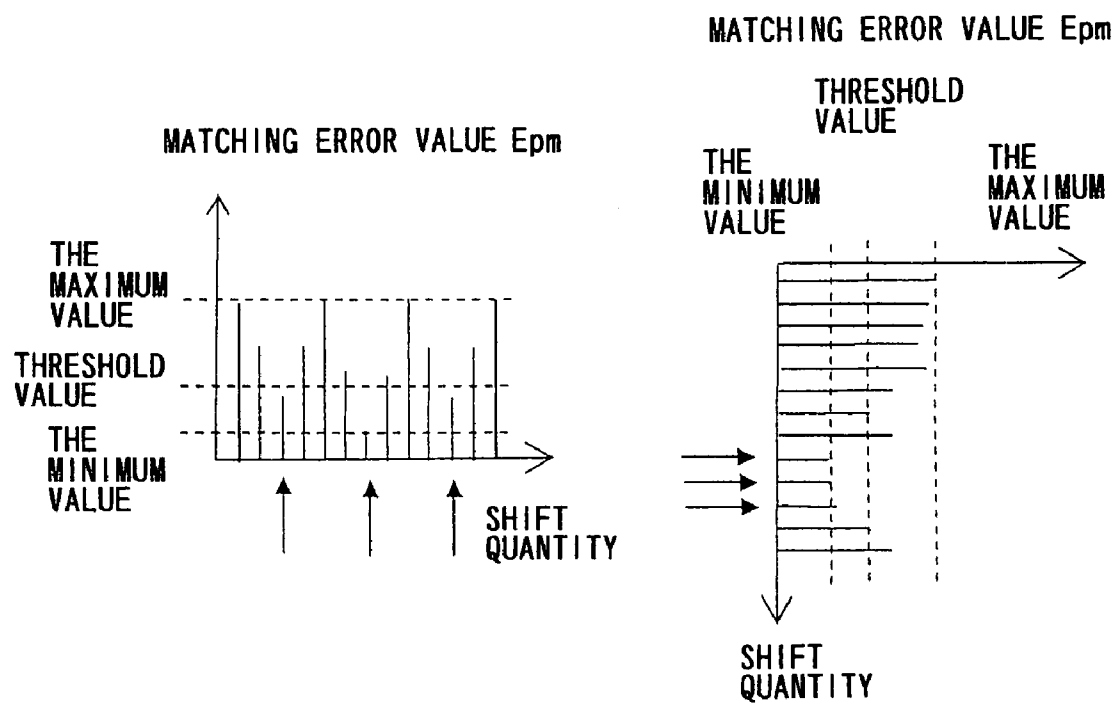 MATCHING ERROR VALUE Epm
THE
MAXIMUM
VALUE
THRESHOLD
VALUE
THE
MINIMUM
VALUE
SHIFT
QUANTITY
MATCHING ERROR VALUE Epm
THRESHOLD
VALUE
THE
MINIMUM
VALUE
THE
MAXIMUM
VALUE
SHIFT
QUANTITY